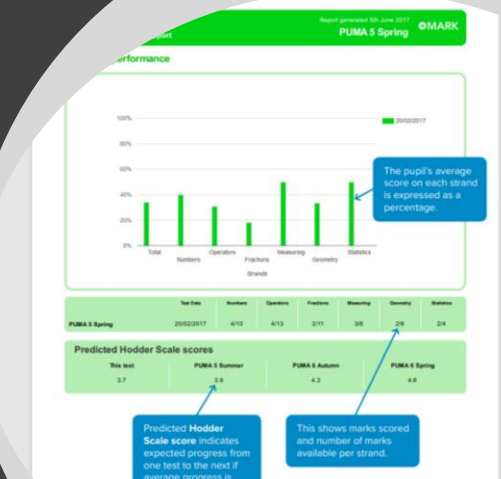 Report generated 5th June 2017
MARK
PUMA 5 Spring
port
erformance
100%
80%
60%
40%
20%
0%
20/02/2017
The pupil's average
score on each strand
is expressed as a
percentage.
Total
Numbers
Operators
Fractions
Measuring
Geometry
Statistics
Strands
Test Date Numbers Operators Fractions Measuring Geometry Statistics
PUMA 5 Spring 20/02/2017 4/10 4/13 2/11 3/6 2/6 2/4
Predicted Hodder Scale scores
This test PUMA 5 Summer PUMA 6 Autumn PUMA 6 Spring
3.7 3.9 4.3 4.6
Predicted Hodder
Scale score indicates
expected progress from
one test to the next if
average progress is
This shows marks scored
and number of marks
available per strand.